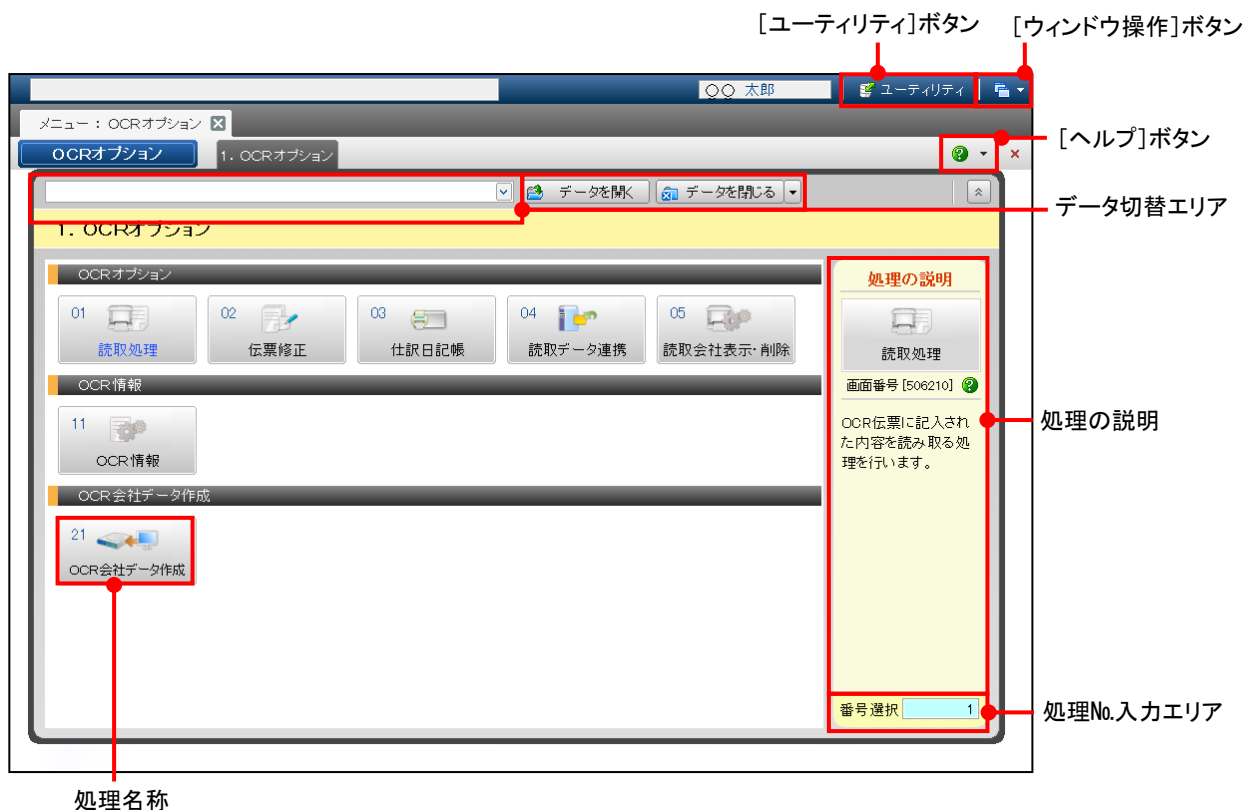 [ユーティリティ]ボタン
[ウィンドウ操作]ボタン
〇〇 太郎
ユーティリティ
メニュー : OCRオプション
[ヘルプ]ボタン
OCRオプション
1. OCRオプション
データを開く
データを閉じる
データ切替エリア
1. OCRオプション
OCRオプション
処理の説明
01
読取処理
02
伝票修正
03
仕訳日記帳
04
読取データ連携
05
読取会社表示・削除
読取処理
OCR情報
画面番号 [506210]
11
OCR情報
OCR伝票に記入され
た内容を読み取る処
理を行います。
処理の説明
OCR会社データ作成
21
OCR会社データ作成
番号選択
1
処理№入力エリア
処理名称